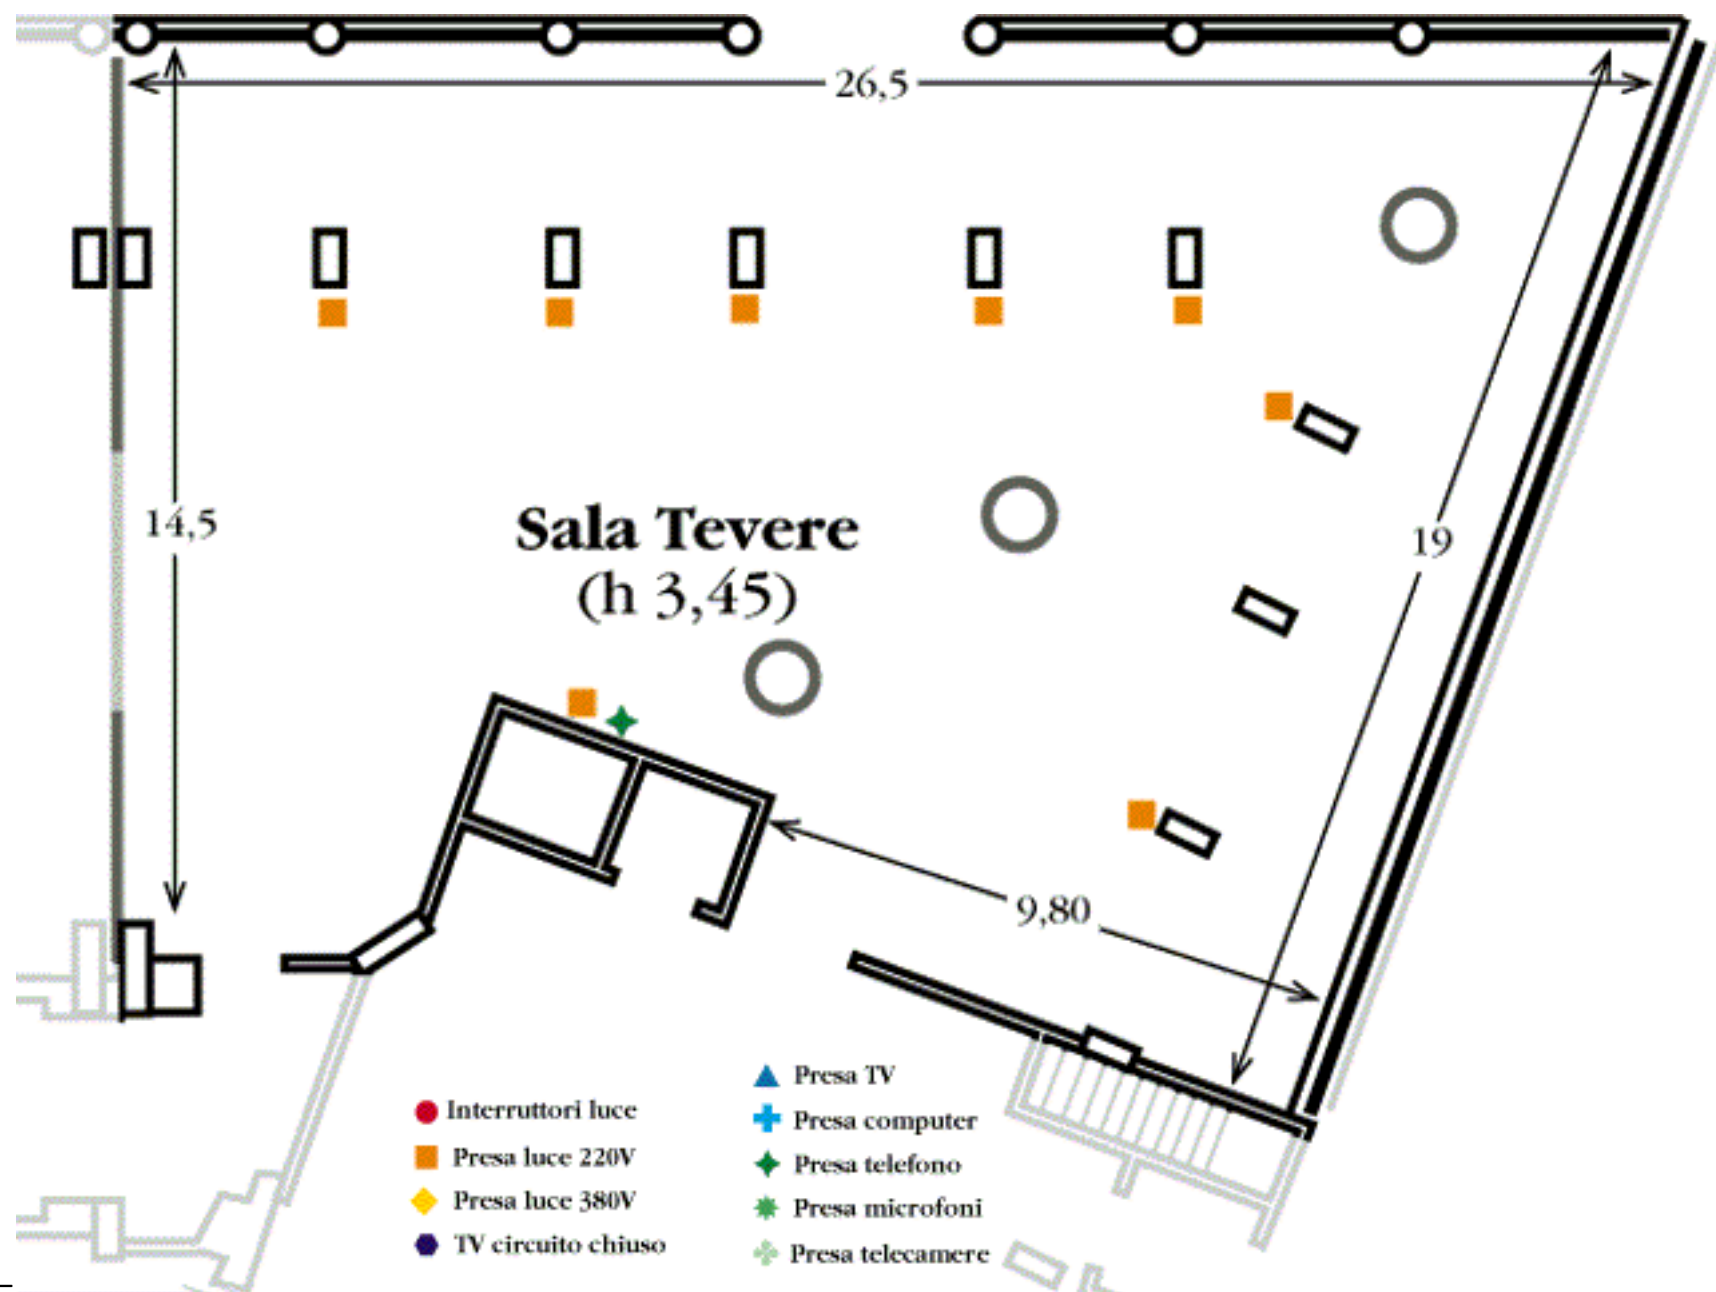 26,5
14,5
19
Sala Tevere
(h 3,45)
9,80
Interruttori luce
Presa luce 220V
Presa luce 380V
TV circuito chiuso
Presa TV
Presa computer
Presa telefono
Presa microfoni
Presa telecamere